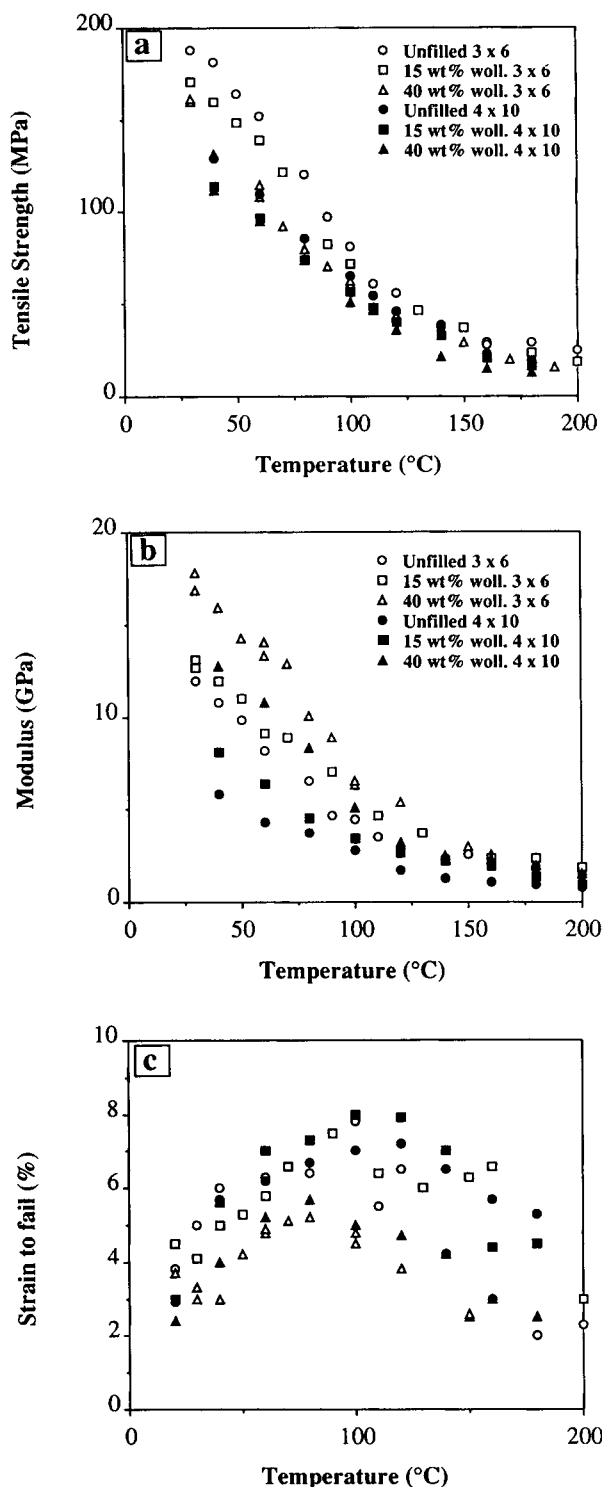 a
200
100
0
0
50
100
150
200
Tensile Strength (MPa)
Temperature (°C)
Unfilled 3 x 6
15 wt% woll. 3 x 6
40 wt% woll. 3 x 6
Unfilled 4 x 10
15 wt% woll. 4 x 10
40 wt% woll. 4 x 10
b
20
10
0
0
50
100
150
200
Modulus (GPa)
Temperature (°C)
Unfilled 3 x 6
15 wt% woll. 3 x 6
40 wt% woll. 3 x 6
Unfilled 4 x 10
15 wt% woll. 4 x 10
40 wt% woll. 4 x 10
c
10
8
6
4
2
0
0
100
200
Strain to fail (%)
Temperature (°C)